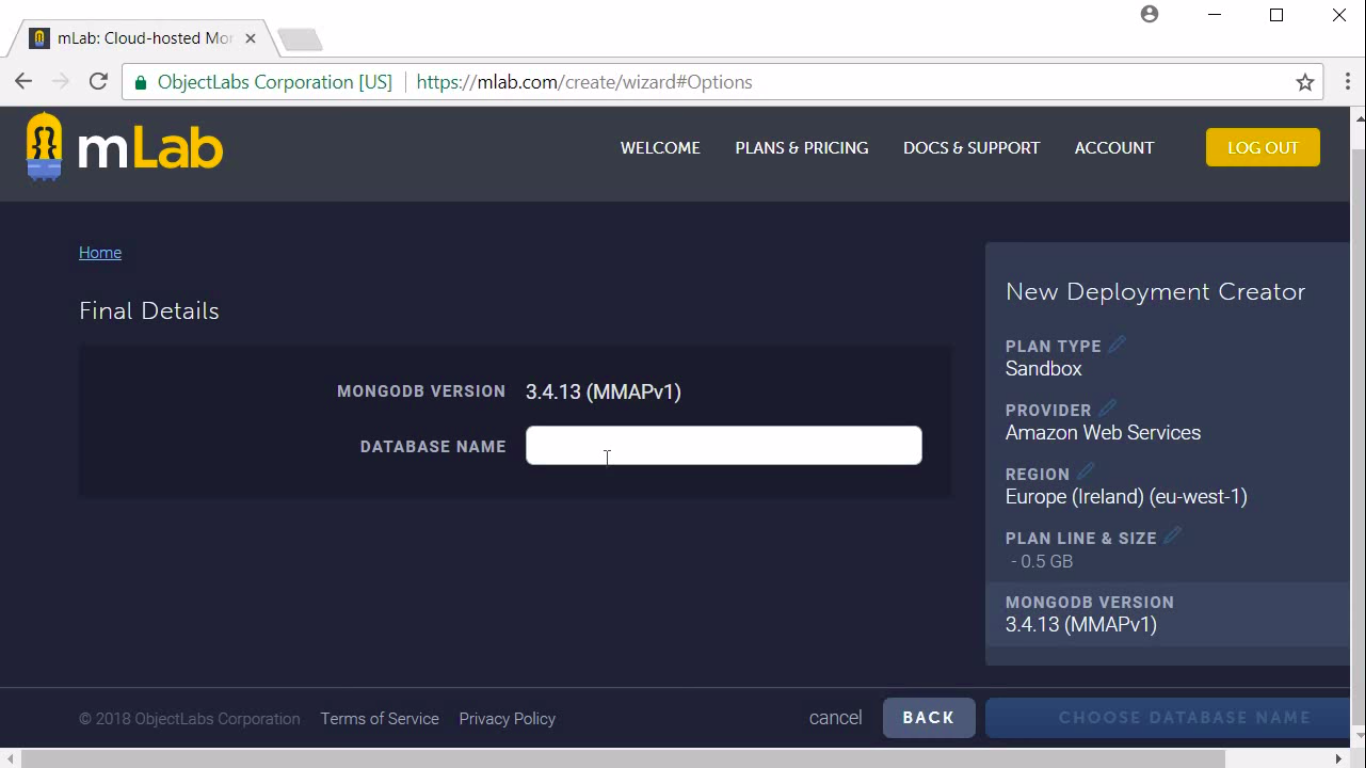 mLab: Cloud-hosted Mor
ObjectLabs Corporation [US] https://mlab.com/create/wizard#Options
mLab
WELCOME PLANS & PRICING DOCS & SUPPORT ACCOUNT LOG OUT
Home
Final Details
MONGODB VERSION 3.4.13 (MMAPv1)
DATABASE NAME
New Deployment Creator
PLAN TYPE
Sandbox
PROVIDER
Amazon Web Services
REGION
Europe (Ireland) (eu-west-1)
PLAN LINE & SIZE
- 0.5 GB
MONGODB VERSION
3.4.13 (MMAPv1)
© 2018 ObjectLabs Corporation Terms of Service Privacy Policy cancel BACK CHOOSE DATABASE NAME